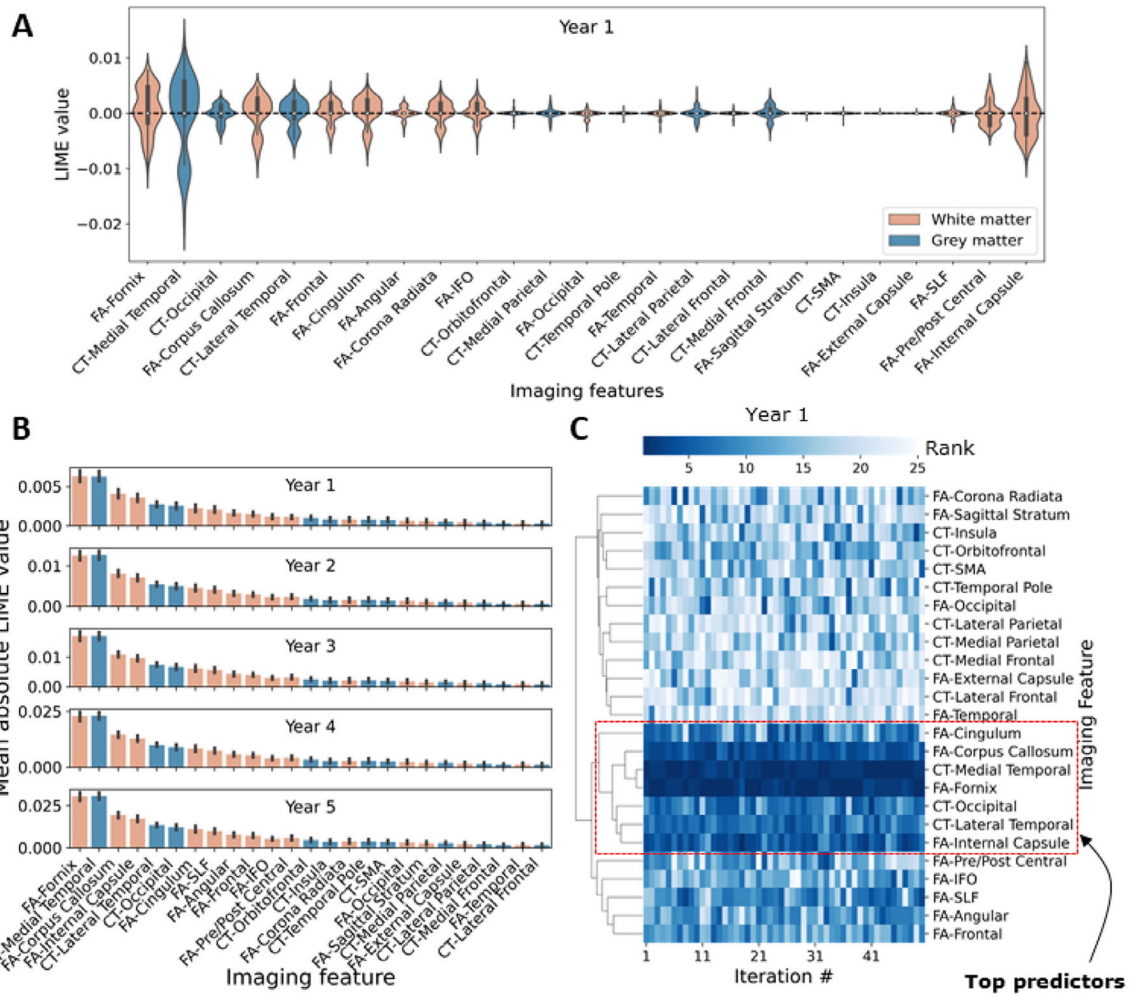 A
Year 1
LIME value
0.01
0.00
−0.01
−0.02
White matter
Grey matter
FA-Fornix
CT-Medial Temporal
CT-Occipital
FA-Corpus Callosum
CT-Lateral Temporal
FA-Frontal
FA-Cingulum
FA-Angular
FA-Corona Radiata
FA-IFO
CT-Orbitofrontal
CT-Medial Parietal
FA-Occipital
CT-Temporal Pole
FA-Temporal
CT-Lateral Parietal
CT-Lateral Frontal
CT-Medial Frontal
FA-Sagittal Stratum
CT-SMA
CT-Insula
FA-External Capsule
FA-SLF
FA-Pre/Post Central
FA-Internal Capsule
Imaging features
B
Mean absolute LIME value
Year 1
0.005
0.000
Year 2
0.01
0.00
Year 3
0.01
0.00
Year 4
0.025
0.000
Year 5
0.025
0.000
FA-Fornix
-Medial Temporal
FA-Corpus Callosum
FA-Internal Capsule
CT-Lateral Temporal
CT-Occipital
FA-Cingulum
FA-SLF
FA-Angular
FA-Frontal
FA-IFO
FA-Pre/Post Central
CT-Orbitofrontal
CT-Insula
FA-Corona Radiata
CT-Temporal Pole
CT-SMA
FA-Occipital
FA-Sagittal Stratum
CT-Medial Parietal
FA-External Capsule
CT-Lateral Parietal
CT-Medial Frontal
FA-Temporal
CT-Lateral Frontal
Imaging feature
C
Year 1
Rank
5 10 15 20 25
FA-Corona Radiata
FA-Sagittal Stratum
CT-Insula
CT-Orbitofrontal
CT-SMA
CT-Temporal Pole
FA-Occipital
CT-Lateral Parietal
CT-Medial Parietal
CT-Medial Frontal
FA-External Capsule
CT-Lateral Frontal
FA-Temporal
FA-Cingulum
FA-Corpus Callosum
CT-Medial Temporal
FA-Fornix
CT-Occipital
CT-Lateral Temporal
FA-Internal Capsule
FA-Pre/Post Central
FA-IFO
FA-SLF
FA-Angular
FA-Frontal
Imaging Feature
1 11 21 31 41
Iteration #
Top predictors